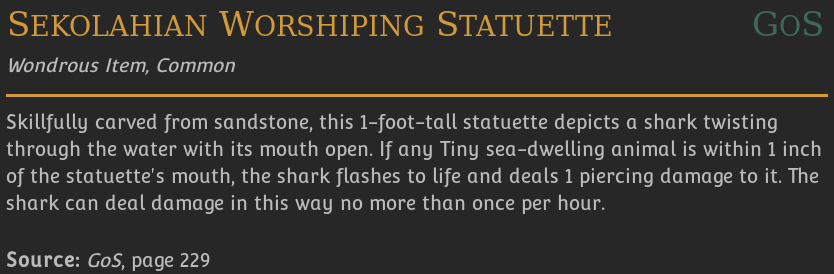 Sekolahian Worshiping Statuette GoS
Wondrous Item, Common
Skillfully carved from sandstone, this 1-foot-tall statuette depicts a shark twisting
through the water with its mouth open. If any Tiny sea-dwelling animal is within 1 inch
of the statuette's mouth, the shark flashes to life and deals 1 piercing damage to it. The
shark can deal damage in this way no more than once per hour.
Source: GoS, page 229